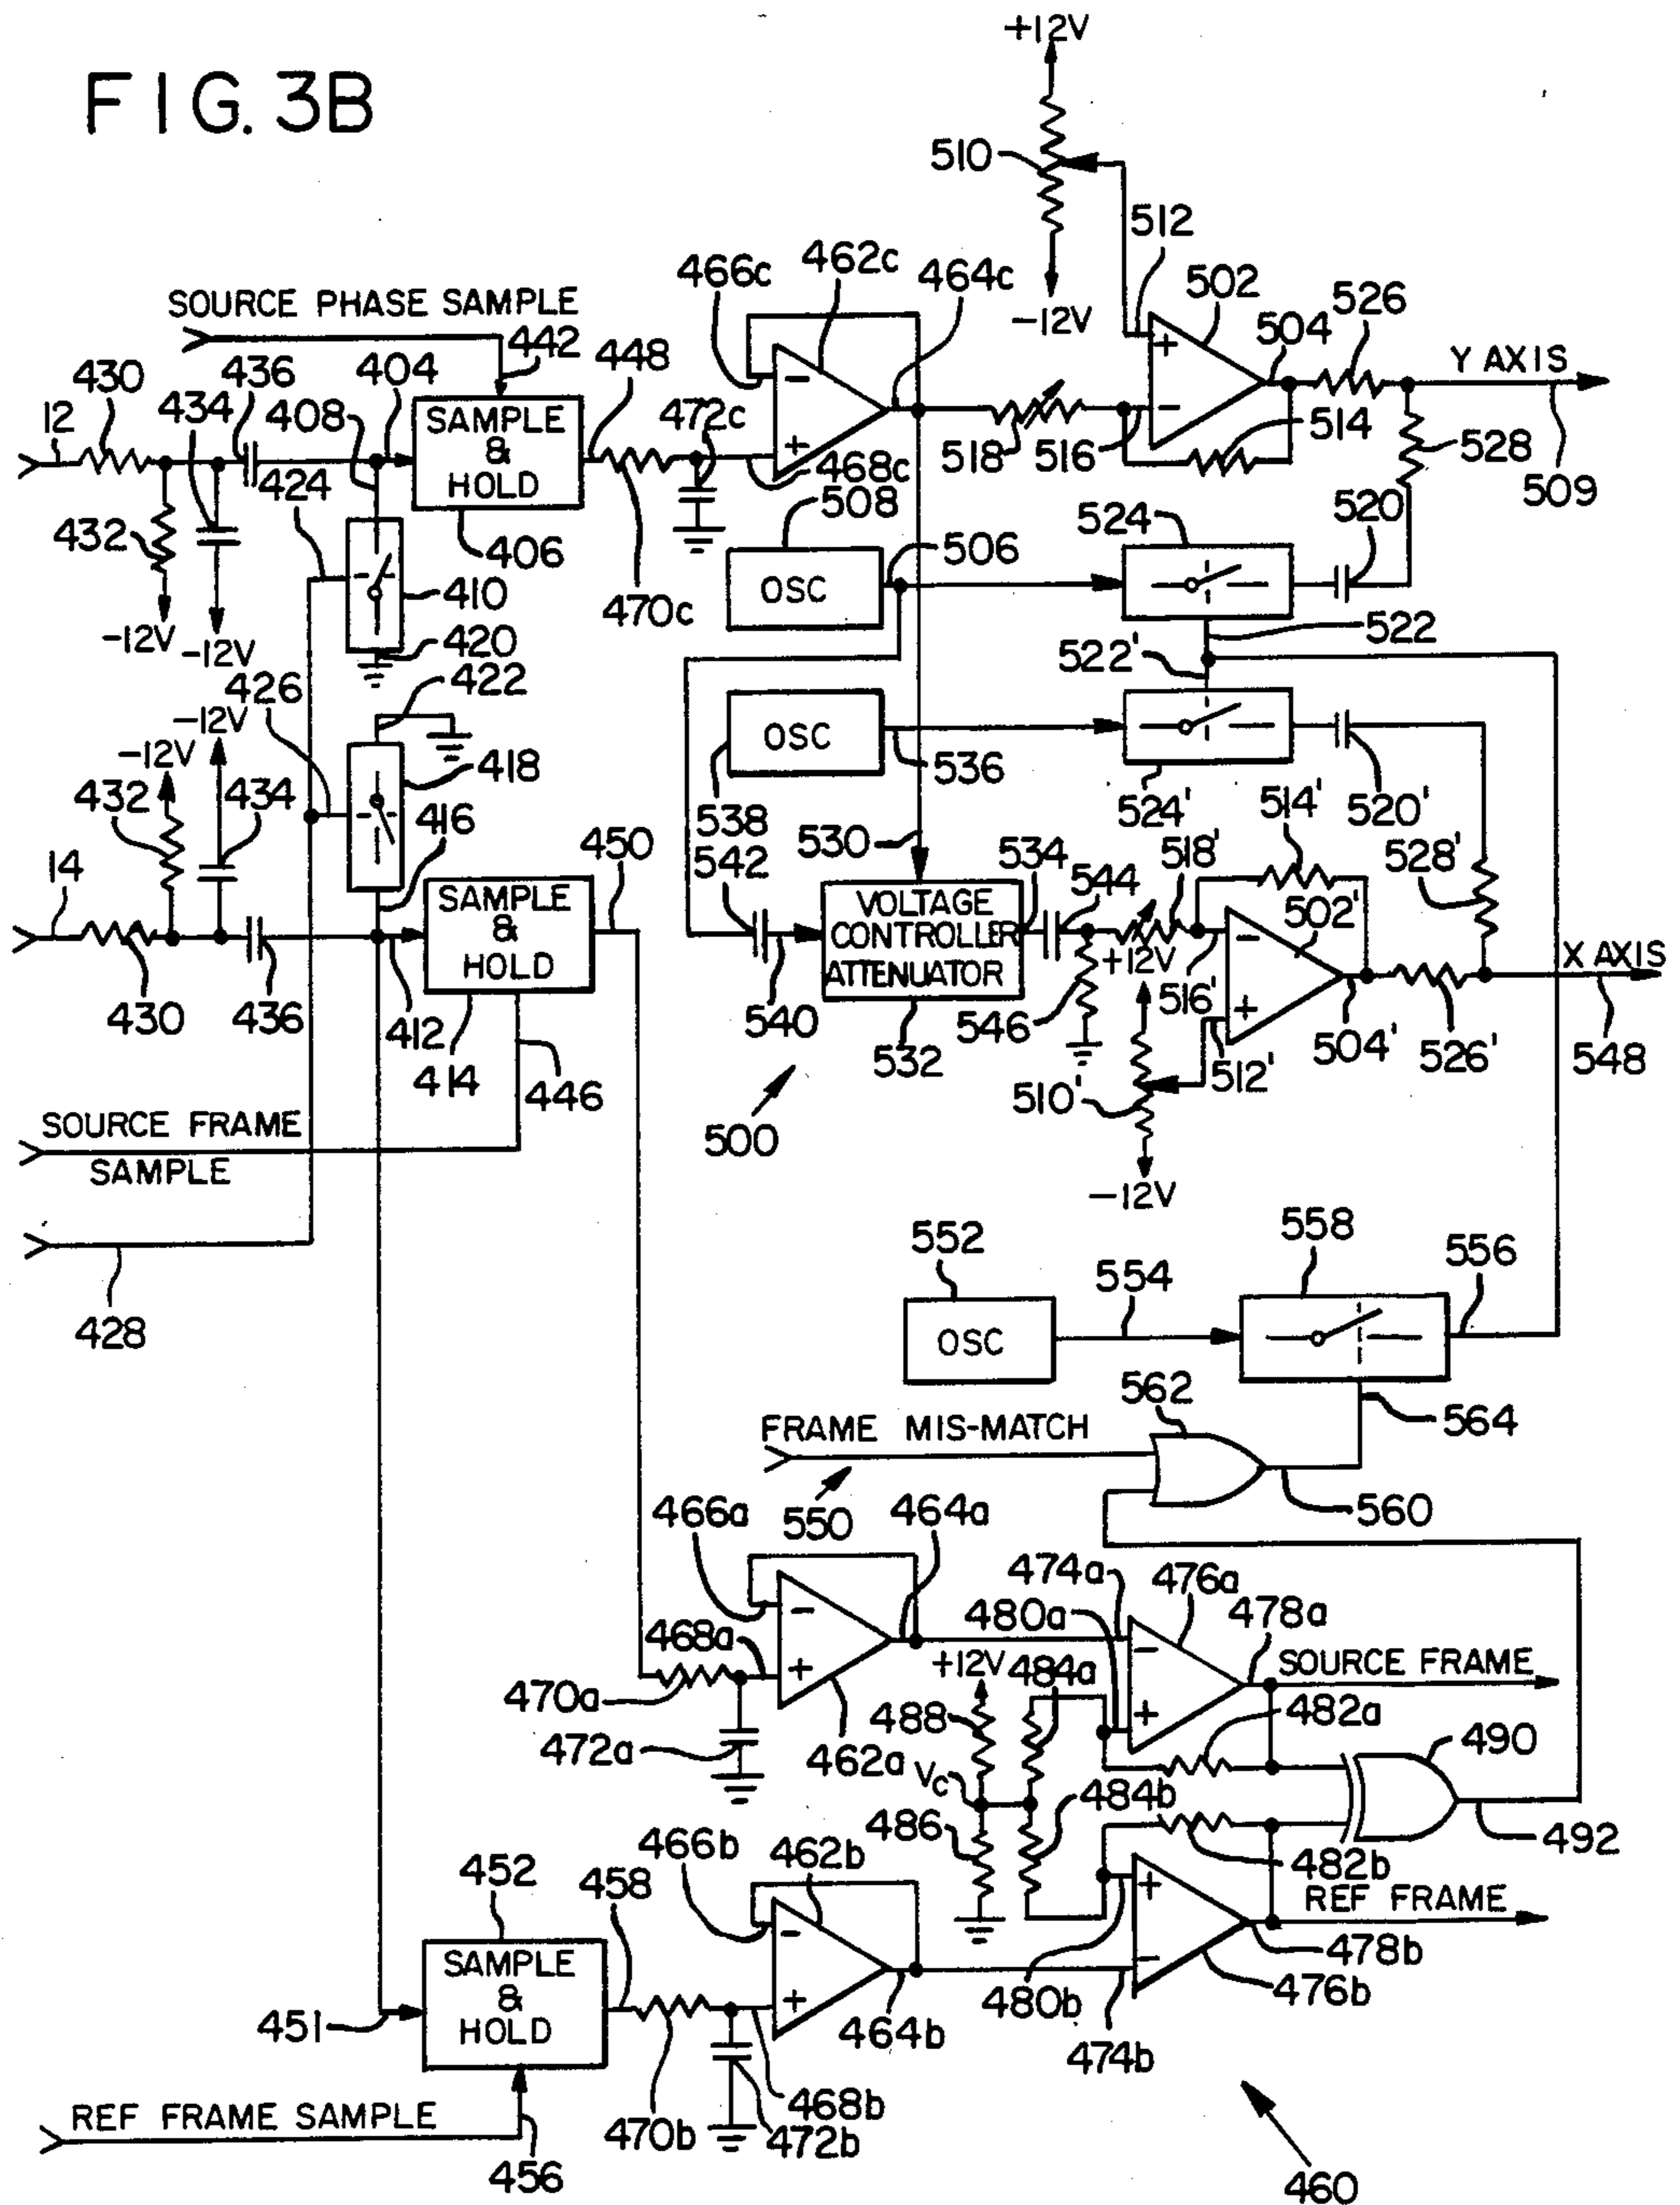 FIG. 3B
+12V
510
512
-12V
502
504
526
Y AXIS
509
528
514
516
518
SOURCE PHASE SAMPLE
442
466c
462c
464c
12
430
434
436
408
404
SAMPLE
&
HOLD
406
448
472c
468c
470c
424
432
-12V
-12V
410
420
508
OSC
506
524
520
522
522'
422
426
-12V
-12V
432
434
418
416
OSC
538
536
524'
520'
528'
14
430
436
412
SAMPLE
&
HOLD
414
450
446
542
530
534
544
518'
514'
502'
VOLTAGE
CONTROLLER
ATTENUATOR
540
532
546
+12V
516'
512'
510'
-12V
504'
526'
X AXIS
548
500
SOURCE FRAME
SAMPLE
428
552
OSC
554
558
556
562
564
FRAME MIS-MATCH
550
560
466a
464a
468a
470a
472a
462a
474a
480a
476a
478a
+12V
484a
488
SOURCE FRAME
482a
490
Vc
486
484b
482b
492
REF FRAME
478b
476b
480b
474b
452
458
466b
462b
SAMPLE
&
HOLD
451
464b
468b
470b
472b
REF FRAME SAMPLE
456
460